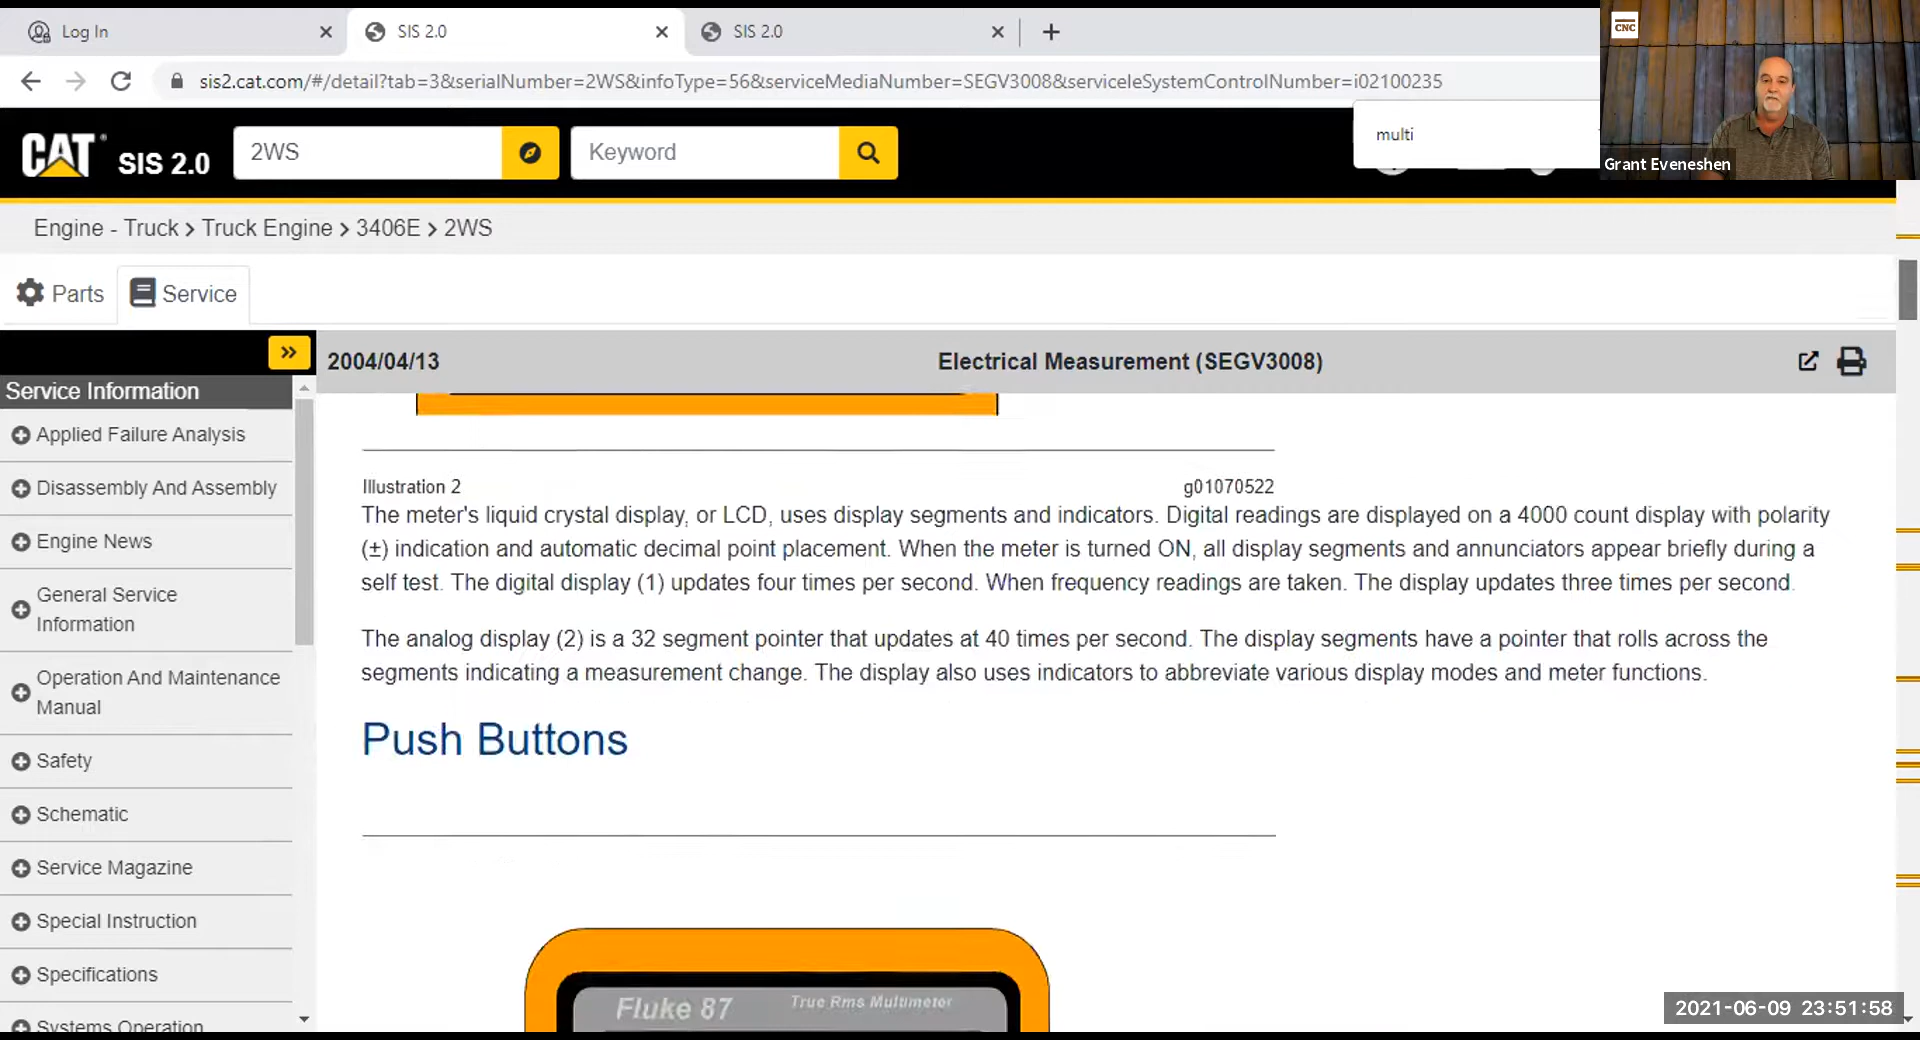 Log In
SIS 2.0
SIS 2.0
sis2.cat.com/#/detail?tab=3&serialNumber=2WS&infoType=56&serviceMediaNumber=SEGV3008&serviceIeSystemControlNumber=i02100235
CNC
multi
Grant Eveneshen
CAT SIS 2.0
2WS
Keyword
Engine - Truck > Truck Engine > 3406E > 2WS
Parts
Service
2004/04/13
Electrical Measurement (SEGV3008)
Service Information
Applied Failure Analysis
Disassembly And Assembly
Engine News
General Service
Information
Operation And Maintenance
Manual
Safety
Schematic
Service Magazine
Special Instruction
Specifications
Systems Operation
Illustration 2
g01070522
The meter's liquid crystal display, or LCD, uses display segments and indicators. Digital readings are displayed on a 4000 count display with polarity
(±) indication and automatic decimal point placement. When the meter is turned ON, all display segments and annunciators appear briefly during a
self test. The digital display (1) updates four times per second. When frequency readings are taken. The display updates three times per second.
The analog display (2) is a 32 segment pointer that updates at 40 times per second. The display segments have a pointer that rolls across the
segments indicating a measurement change. The display also uses indicators to abbreviate various display modes and meter functions.
Push Buttons
Fluke 87
True Rms Multimeter
2021-06-09 23:51:58